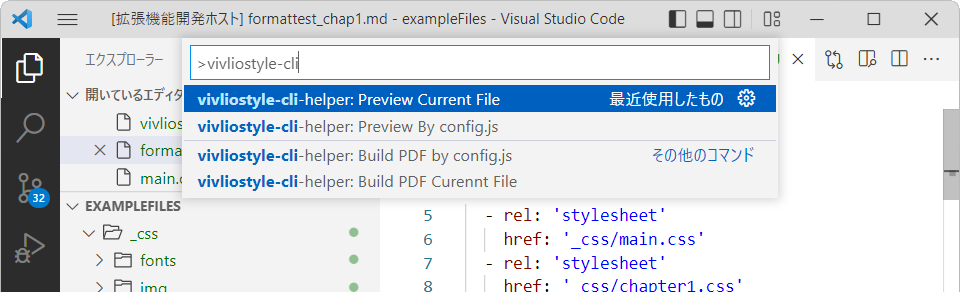 [拡張機能開発ホスト] formattest_chap1.md - exampleFiles - Visual Studio Code
エクスプローラー
>vivliostyle-cli
開いているエディタ
vivliostyle-cli-helper: Preview Current File 最近使用したもの
vivlios
vivliostyle-cli-helper: Preview By config.js
forma
vivliostyle-cli-helper: Build PDF by config.js その他のコマンド
main.c
vivliostyle-cli-helper: Build PDF Curennt File
32
EXAMPLEFILES
5 - rel: 'stylesheet'
_css
6 href: '_css/main.css'
fonts
7 - rel: 'stylesheet'
img
8 href: '_css/chapter1.css'